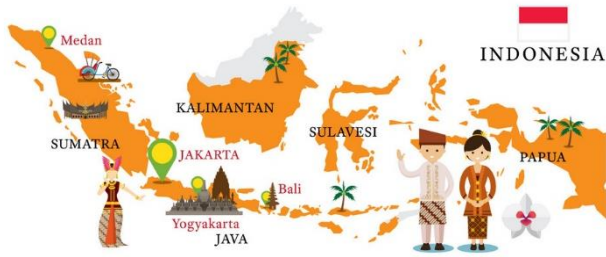 Medan
INDONESIA
KALIMANTAN
SULAVESI
SUMATRA
JAKARTA
PAPUA
Bali
Yogyakarta
JAVA